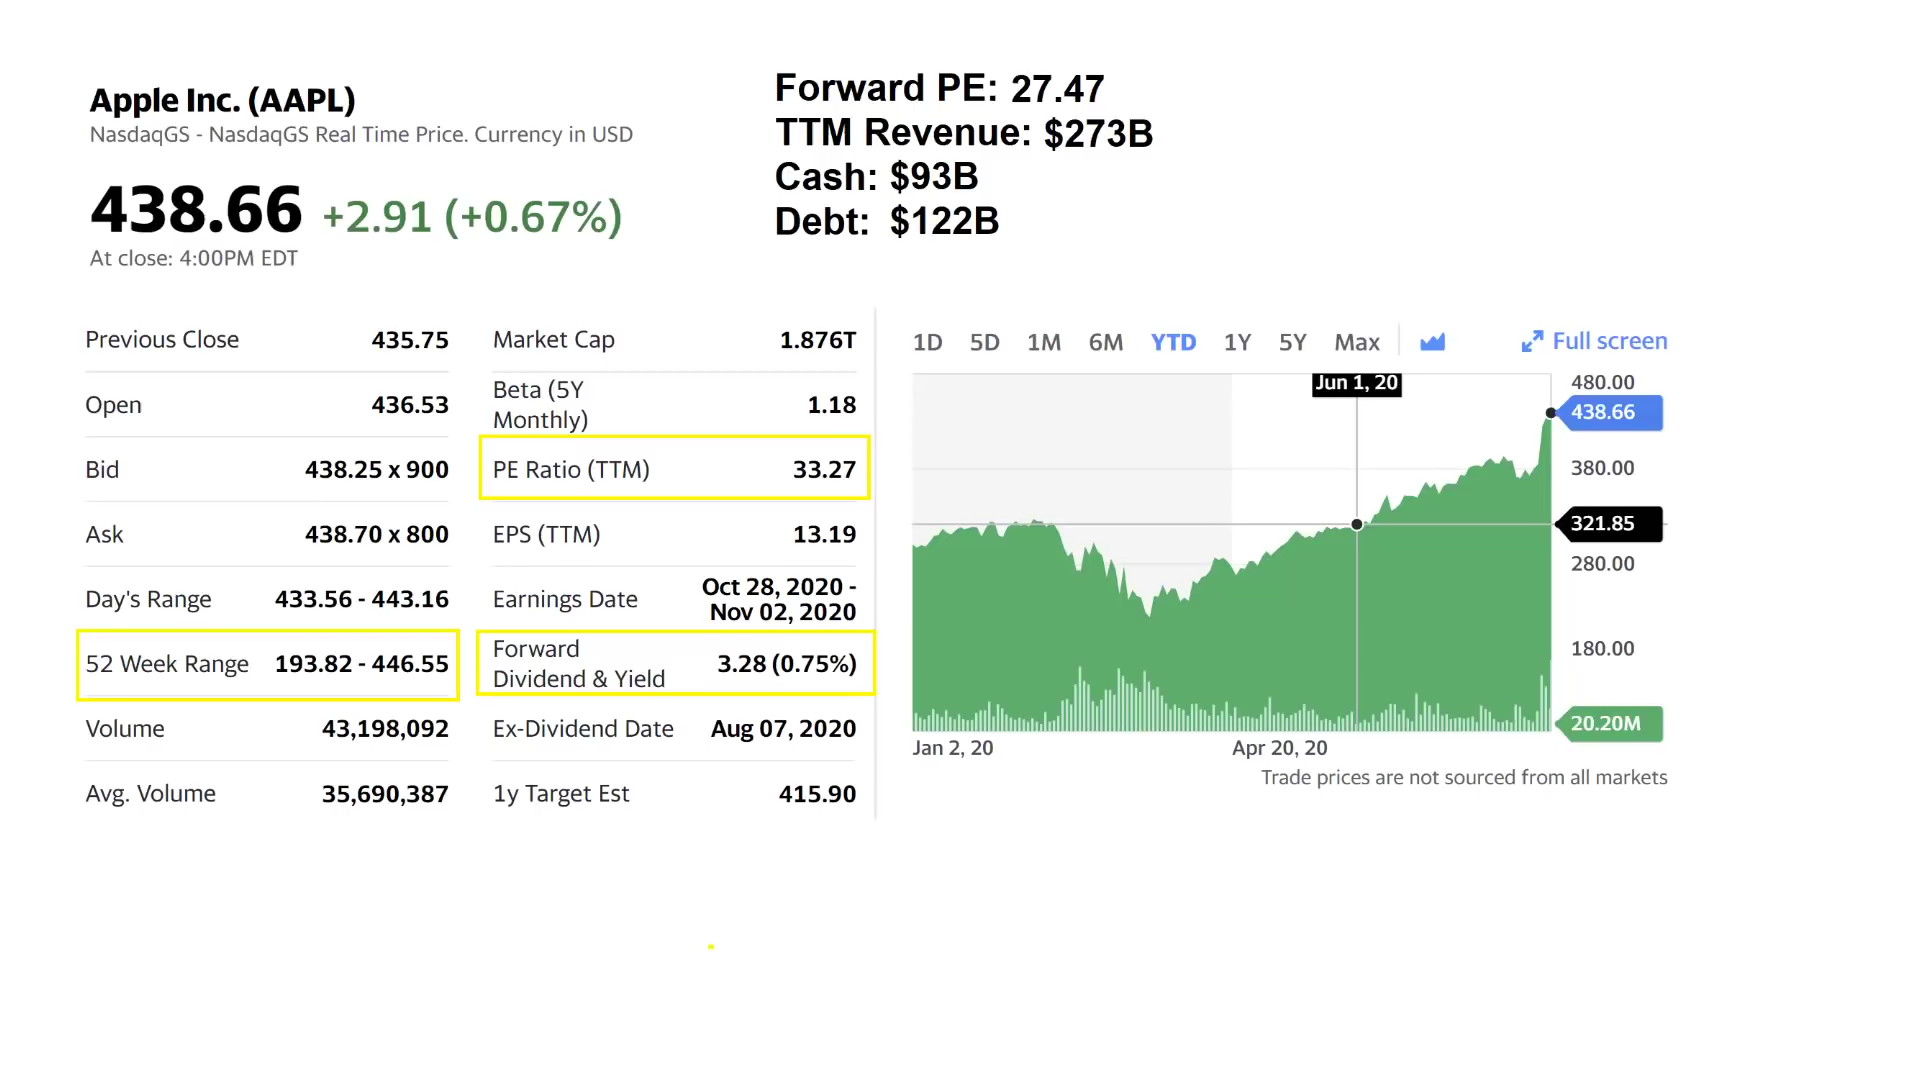 Apple Inc. (AAPL)
NasdaqGS - NasdaqGS Real Time Price. Currency in USD
438.66 +2.91 (+0.67%)
At close: 4:00PM EDT
Forward PE: 27.47
TTM Revenue: $273B
Cash: $93B
Debt: $122B
Previous Close 435.75
Open 436.53
Bid 438.25 x 900
Ask 438.70 x 800
Day's Range 433.56 - 443.16
52 Week Range 193.82 - 446.55
Volume 43,198,092
Avg. Volume 35,690,387
Market Cap 1.876T
Beta (5Y
Monthly) 1.18
PE Ratio (TTM) 33.27
EPS (TTM) 13.19
Earnings Date Oct 28, 2020 -
Nov 02, 2020
Forward
Dividend & Yield 3.28 (0.75%)
Ex-Dividend Date Aug 07, 2020
1y Target Est 415.90
1D 5D 1M 6M YTD 1Y 5Y Max Full screen
Jun 1, 20
480.00
438.66
380.00
321.85
280.00
180.00
20.20M
Jan 2, 20 Apr 20, 20
Trade prices are not sourced from all markets